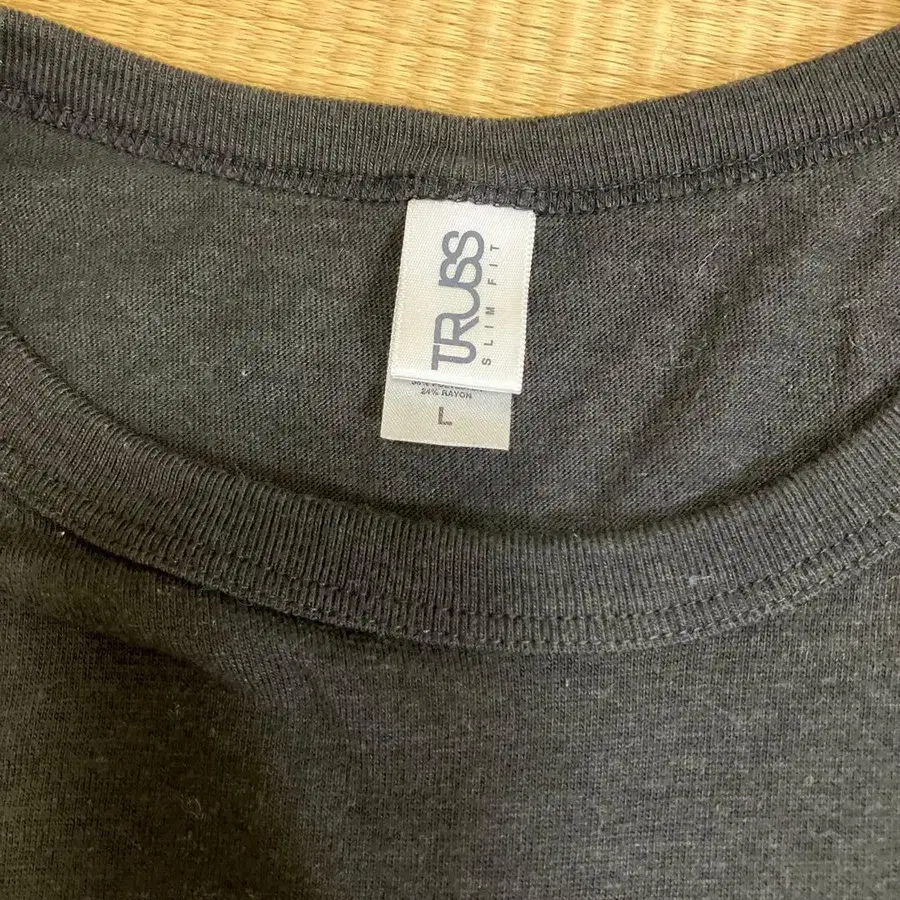 TRUSS
SLIM FIT
24% RAYON
L